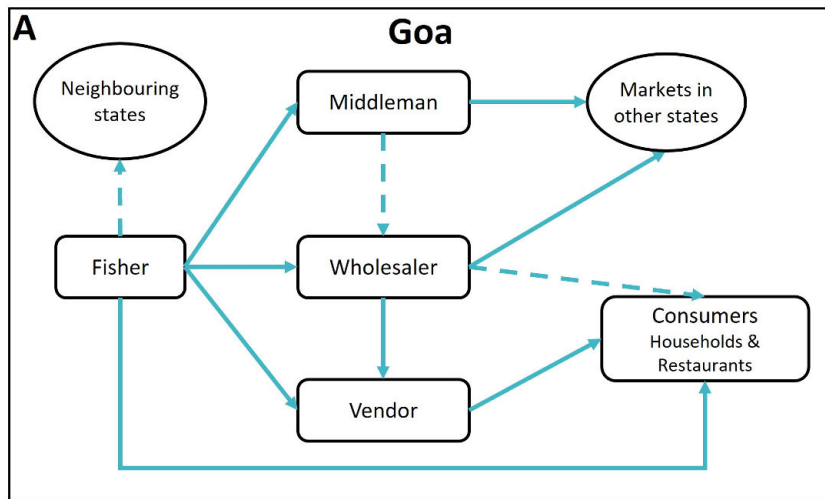 A
Goa
Neighbouring
states
Middleman
Markets in
other states
Fisher
Wholesaler
Consumers
Households &
Restaurants
Vendor